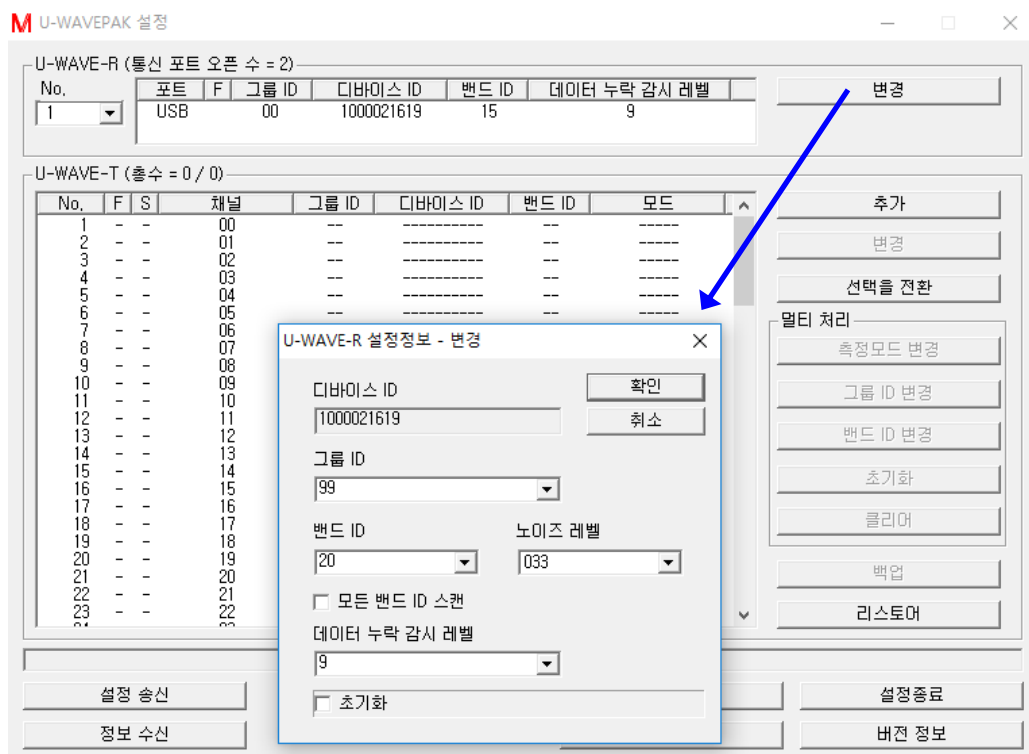 M U-WAVEPAK 설정
U-WAVE-R (통신 포트 오픈 수 = 2)
No. 포트 F 그룹 ID 디바이스 ID 밴드 ID 데이터 누락 감시 레벨 변경
1 USB 00 1000021619 15 9
U-WAVE-T (총수 = 0 / 0)
No. F S 채널 그룹 ID 디바이스 ID 밴드 ID 모드
1 - - 00 -- ---------- -- -----
2 - - 01 -- ---------- -- -----
3 - - 02 -- ---------- -- -----
4 - - 03 -- ---------- -- -----
5 - - 04 -- ---------- -- -----
6 - - 05 -- ---------- -- -----
7 - - 06
8 - - 07
9 - - 08
10 - - 09
11 - - 10
12 - - 11
13 - - 12
14 - - 13
15 - - 14
16 - - 15
17 - - 16
18 - - 17
19 - - 18
20 - - 19
21 - - 20
22 - - 21
23 - - 22
추가
변경
선택을 전환
멀티 처리
측정모드 변경
그룹 ID 변경
밴드 ID 변경
초기화
클리어
백업
리스토어
U-WAVE-R 설정정보 - 변경
디바이스 ID
1000021619
확인
취소
그룹 ID
99
밴드 ID 노이즈 레벨
20 033
모든 밴드 ID 스캔
데이터 누락 감시 레벨
9
초기화
설정 송신 설정종료
정보 수신 버전 정보